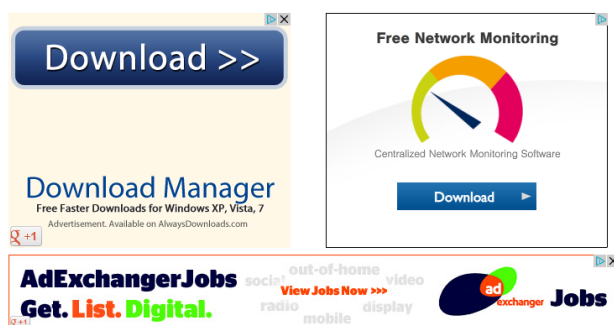 Download >>
Download Manager
Free Faster Downloads for Windows XP, Vista, 7
Advertisement. Available on AlwaysDownloads.com
g +1
Free Network Monitoring
Centralized Network Monitoring Software
Download
AdExchangerJobs
Get. List. Digital.
g +1
social out-of-home video
View Jobs Now >>>
radio display
mobile
ad exchanger Jobs